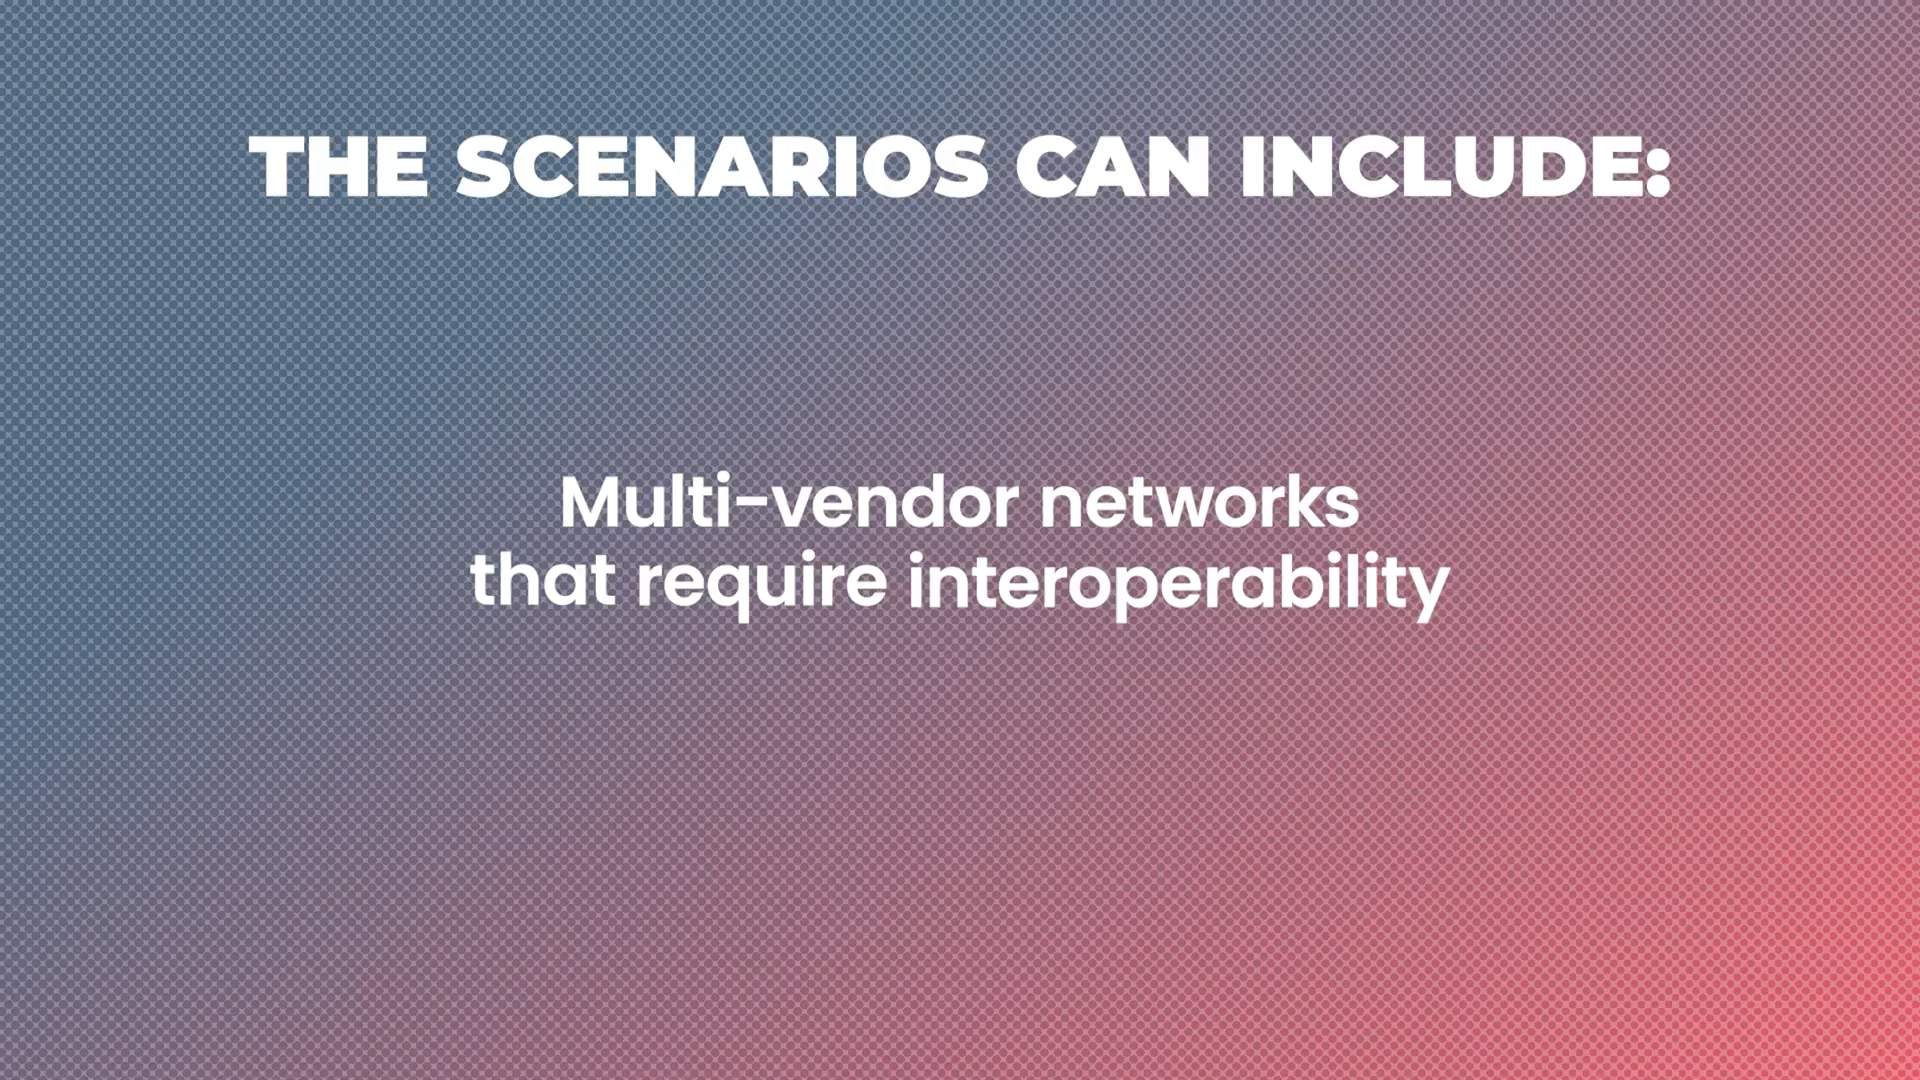 THE SCENARIOS CAN INCLUDE:
Multi-vendor networks
that require interoperability